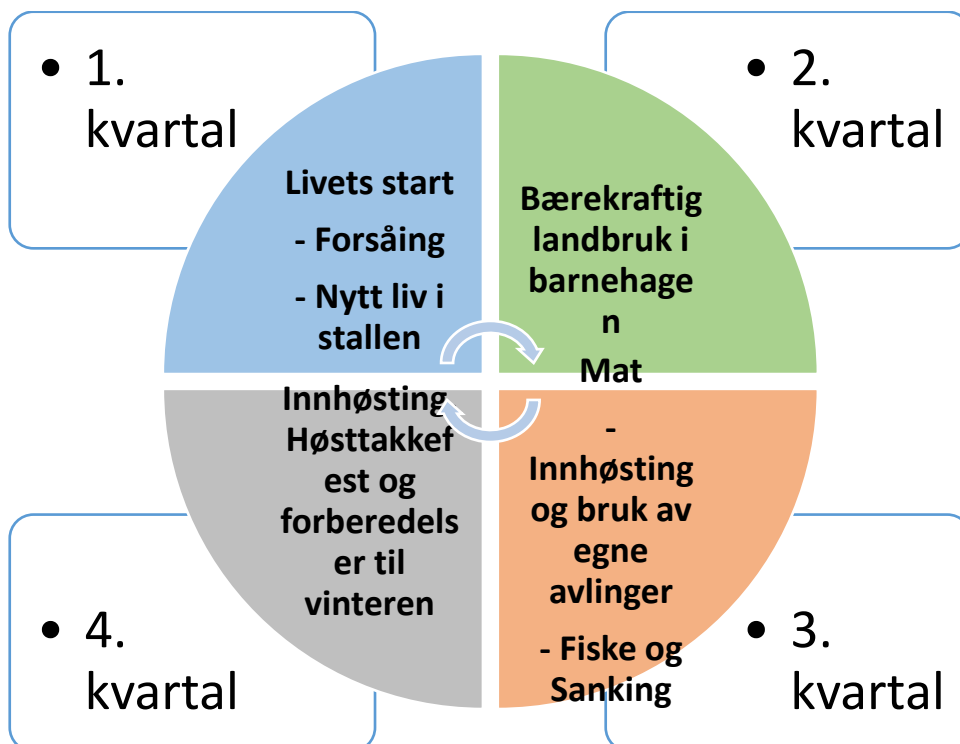 • 1.
kvartal
Livets start
- Forsåing
- Nytt liv i
stallen
• 2.
kvartal
Bærekraftig
landbruk i
barnehage
n
• 3.
kvartal
Mat
-
Innhøsting
og bruk av
egne
avlinger
- Fiske og
Sanking
• 4.
kvartal
Innhøsting
Høsttakkef
est og
forberedels
er til
vinteren